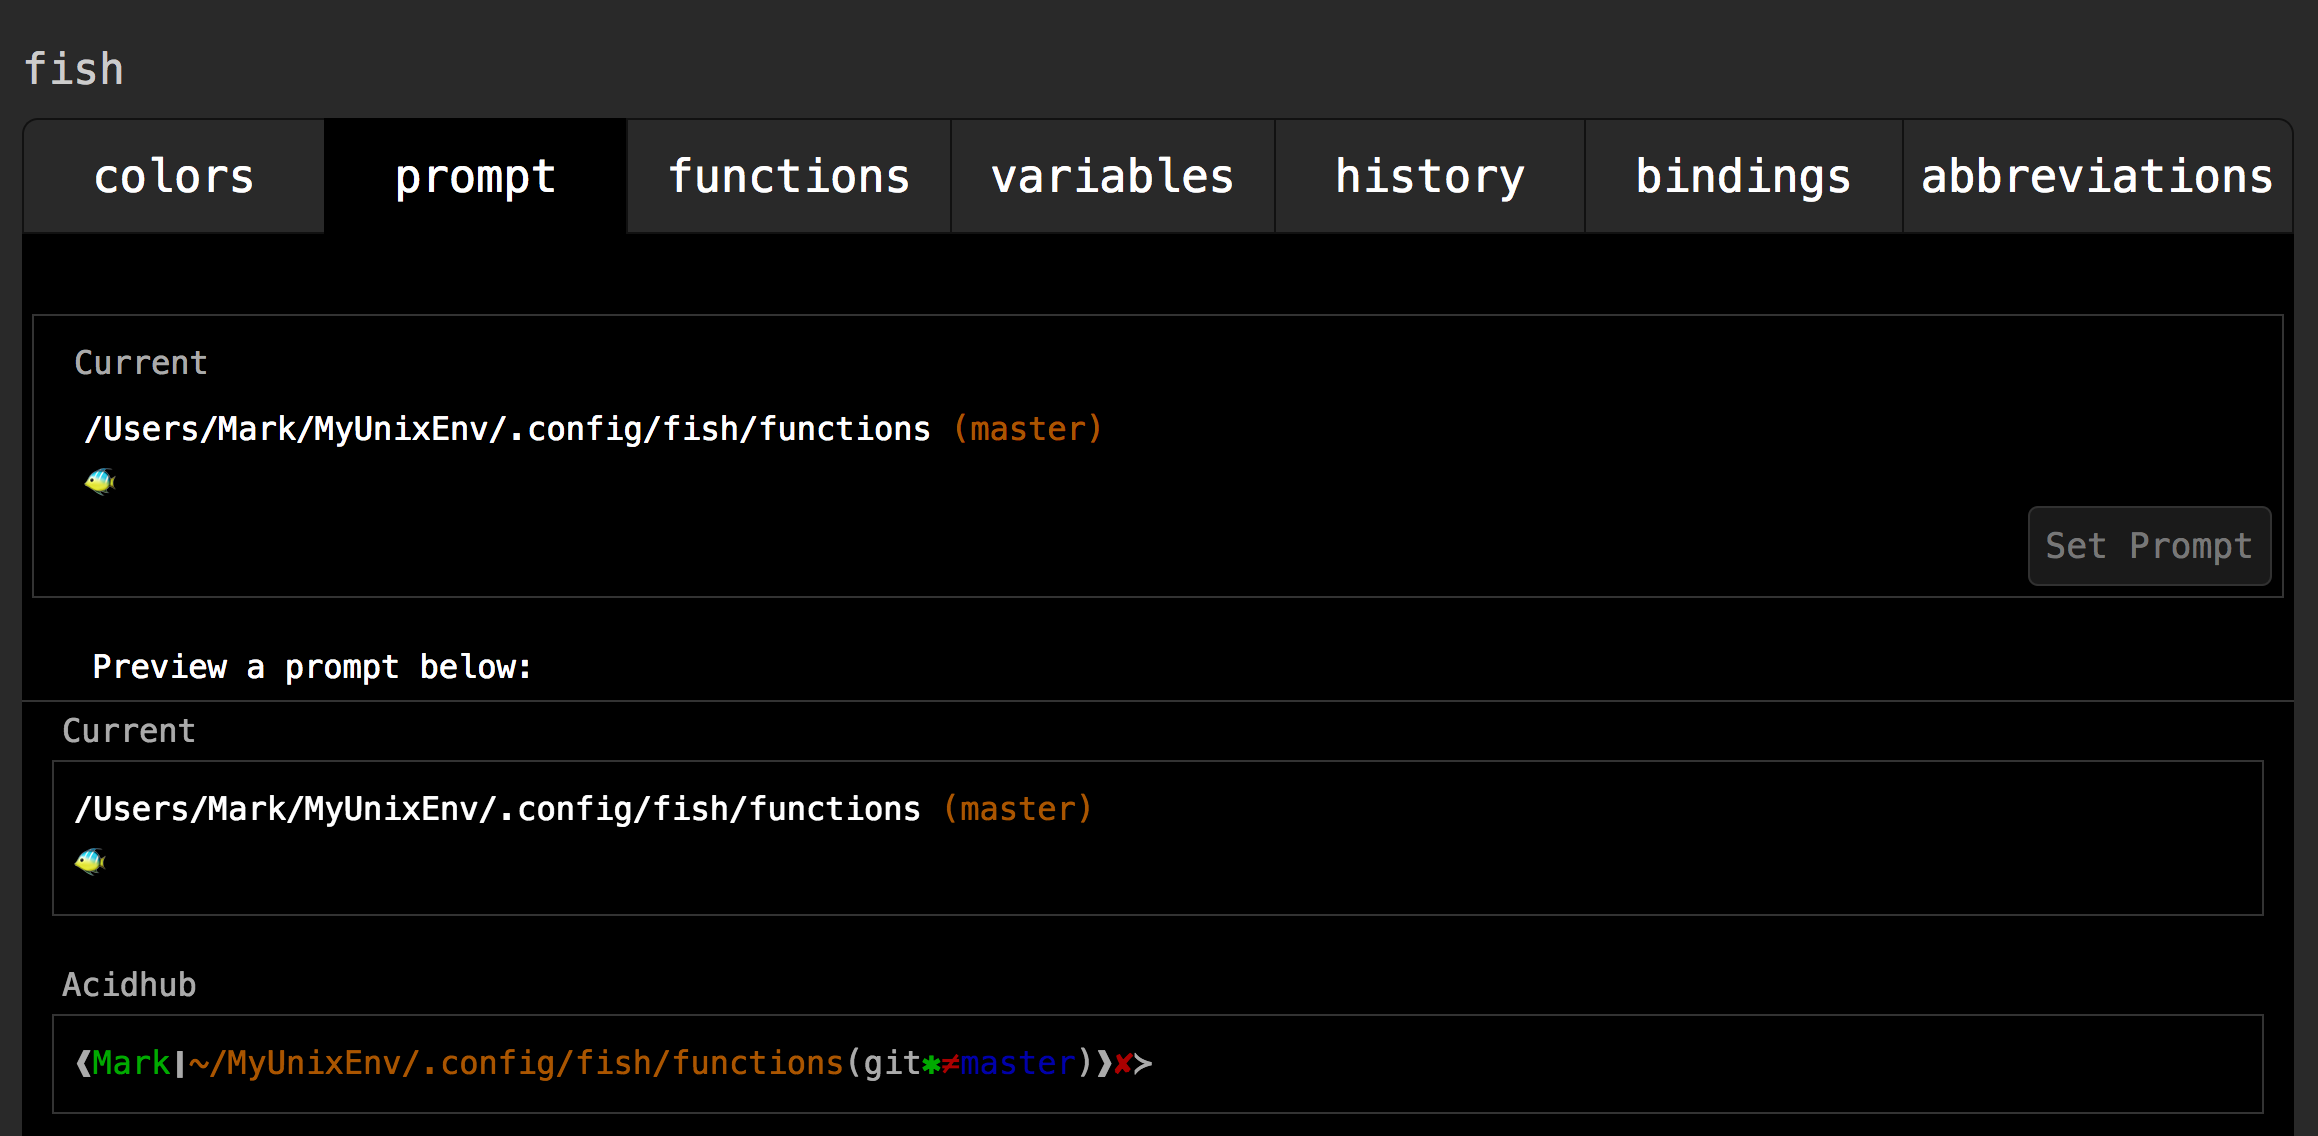 fish
colors prompt functions variables history bindings abbreviations
Current
/Users/Mark/MyUnixEnv/.config/fish/functions (master)
🐠
Set Prompt
Preview a prompt below:
Current
/Users/Mark/MyUnixEnv/.config/fish/functions (master)
🐠
Acidhub
❰Mark❙~/MyUnixEnv/.config/fish/functions(git✱≠master)❱✘≻